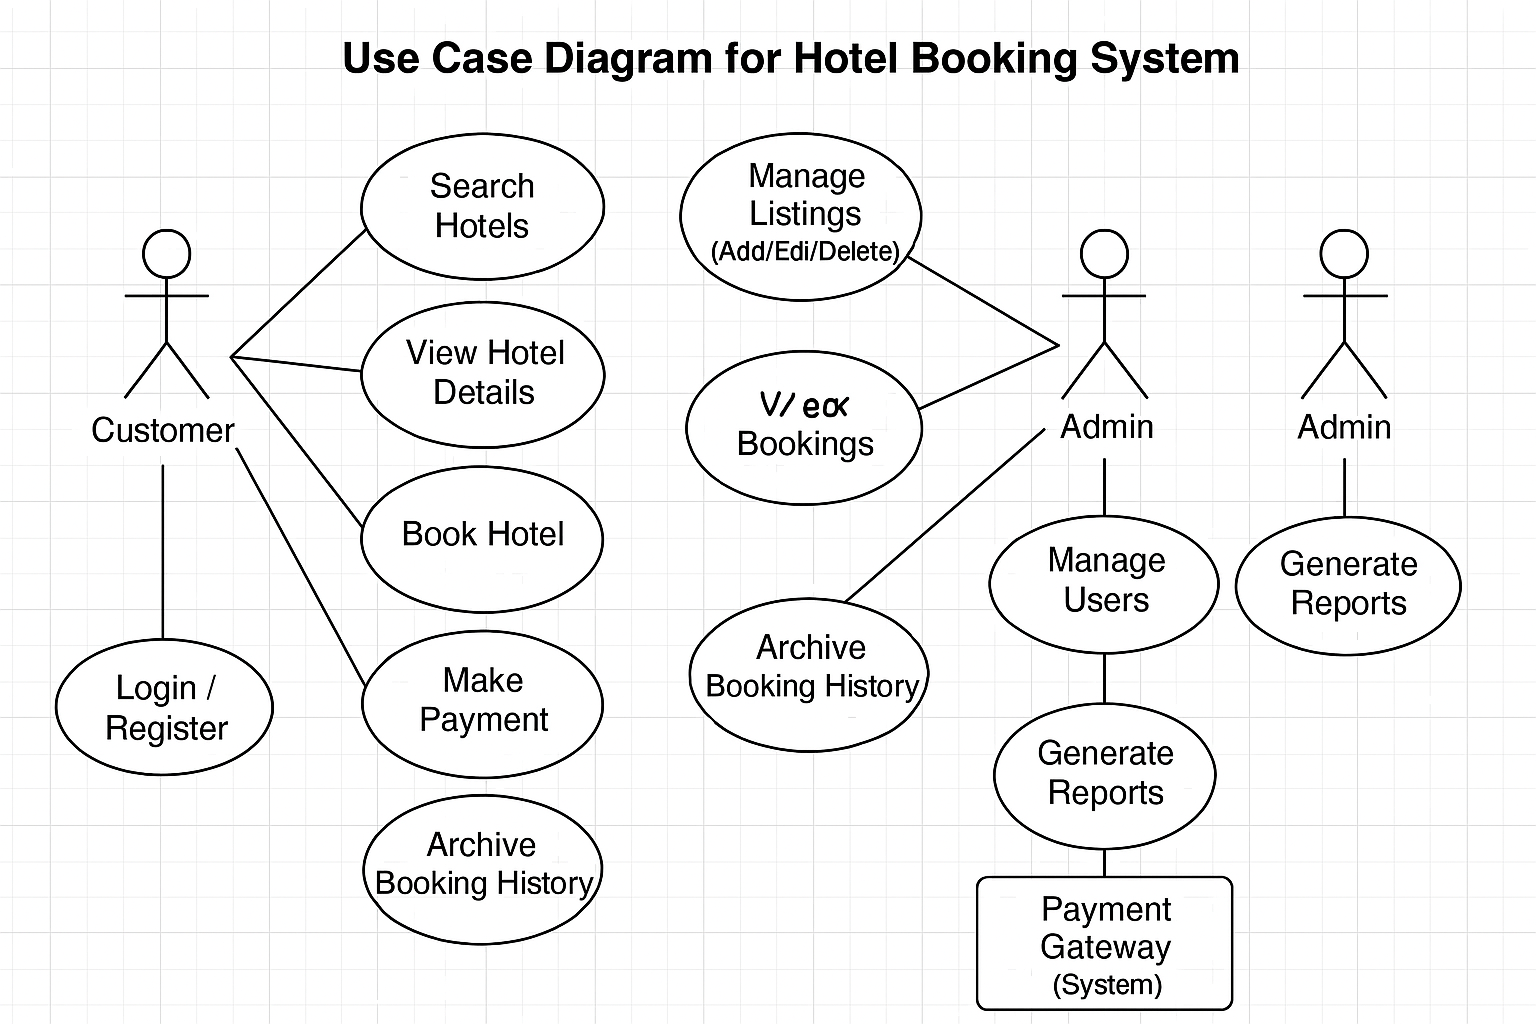 Use Case Diagram for Hotel Booking System
Search
Hotels
View Hotel
Details
Customer
Book Hotel
Login /
Register
Make
Payment
Archive
Booking History
Manage
Listings
(Add/Edi/Delete)
Bookings
Archive
Booking History
Admin
Manage
Users
Generate
Reports
Payment
Gateway
(System)
Admin
Generate
Reports